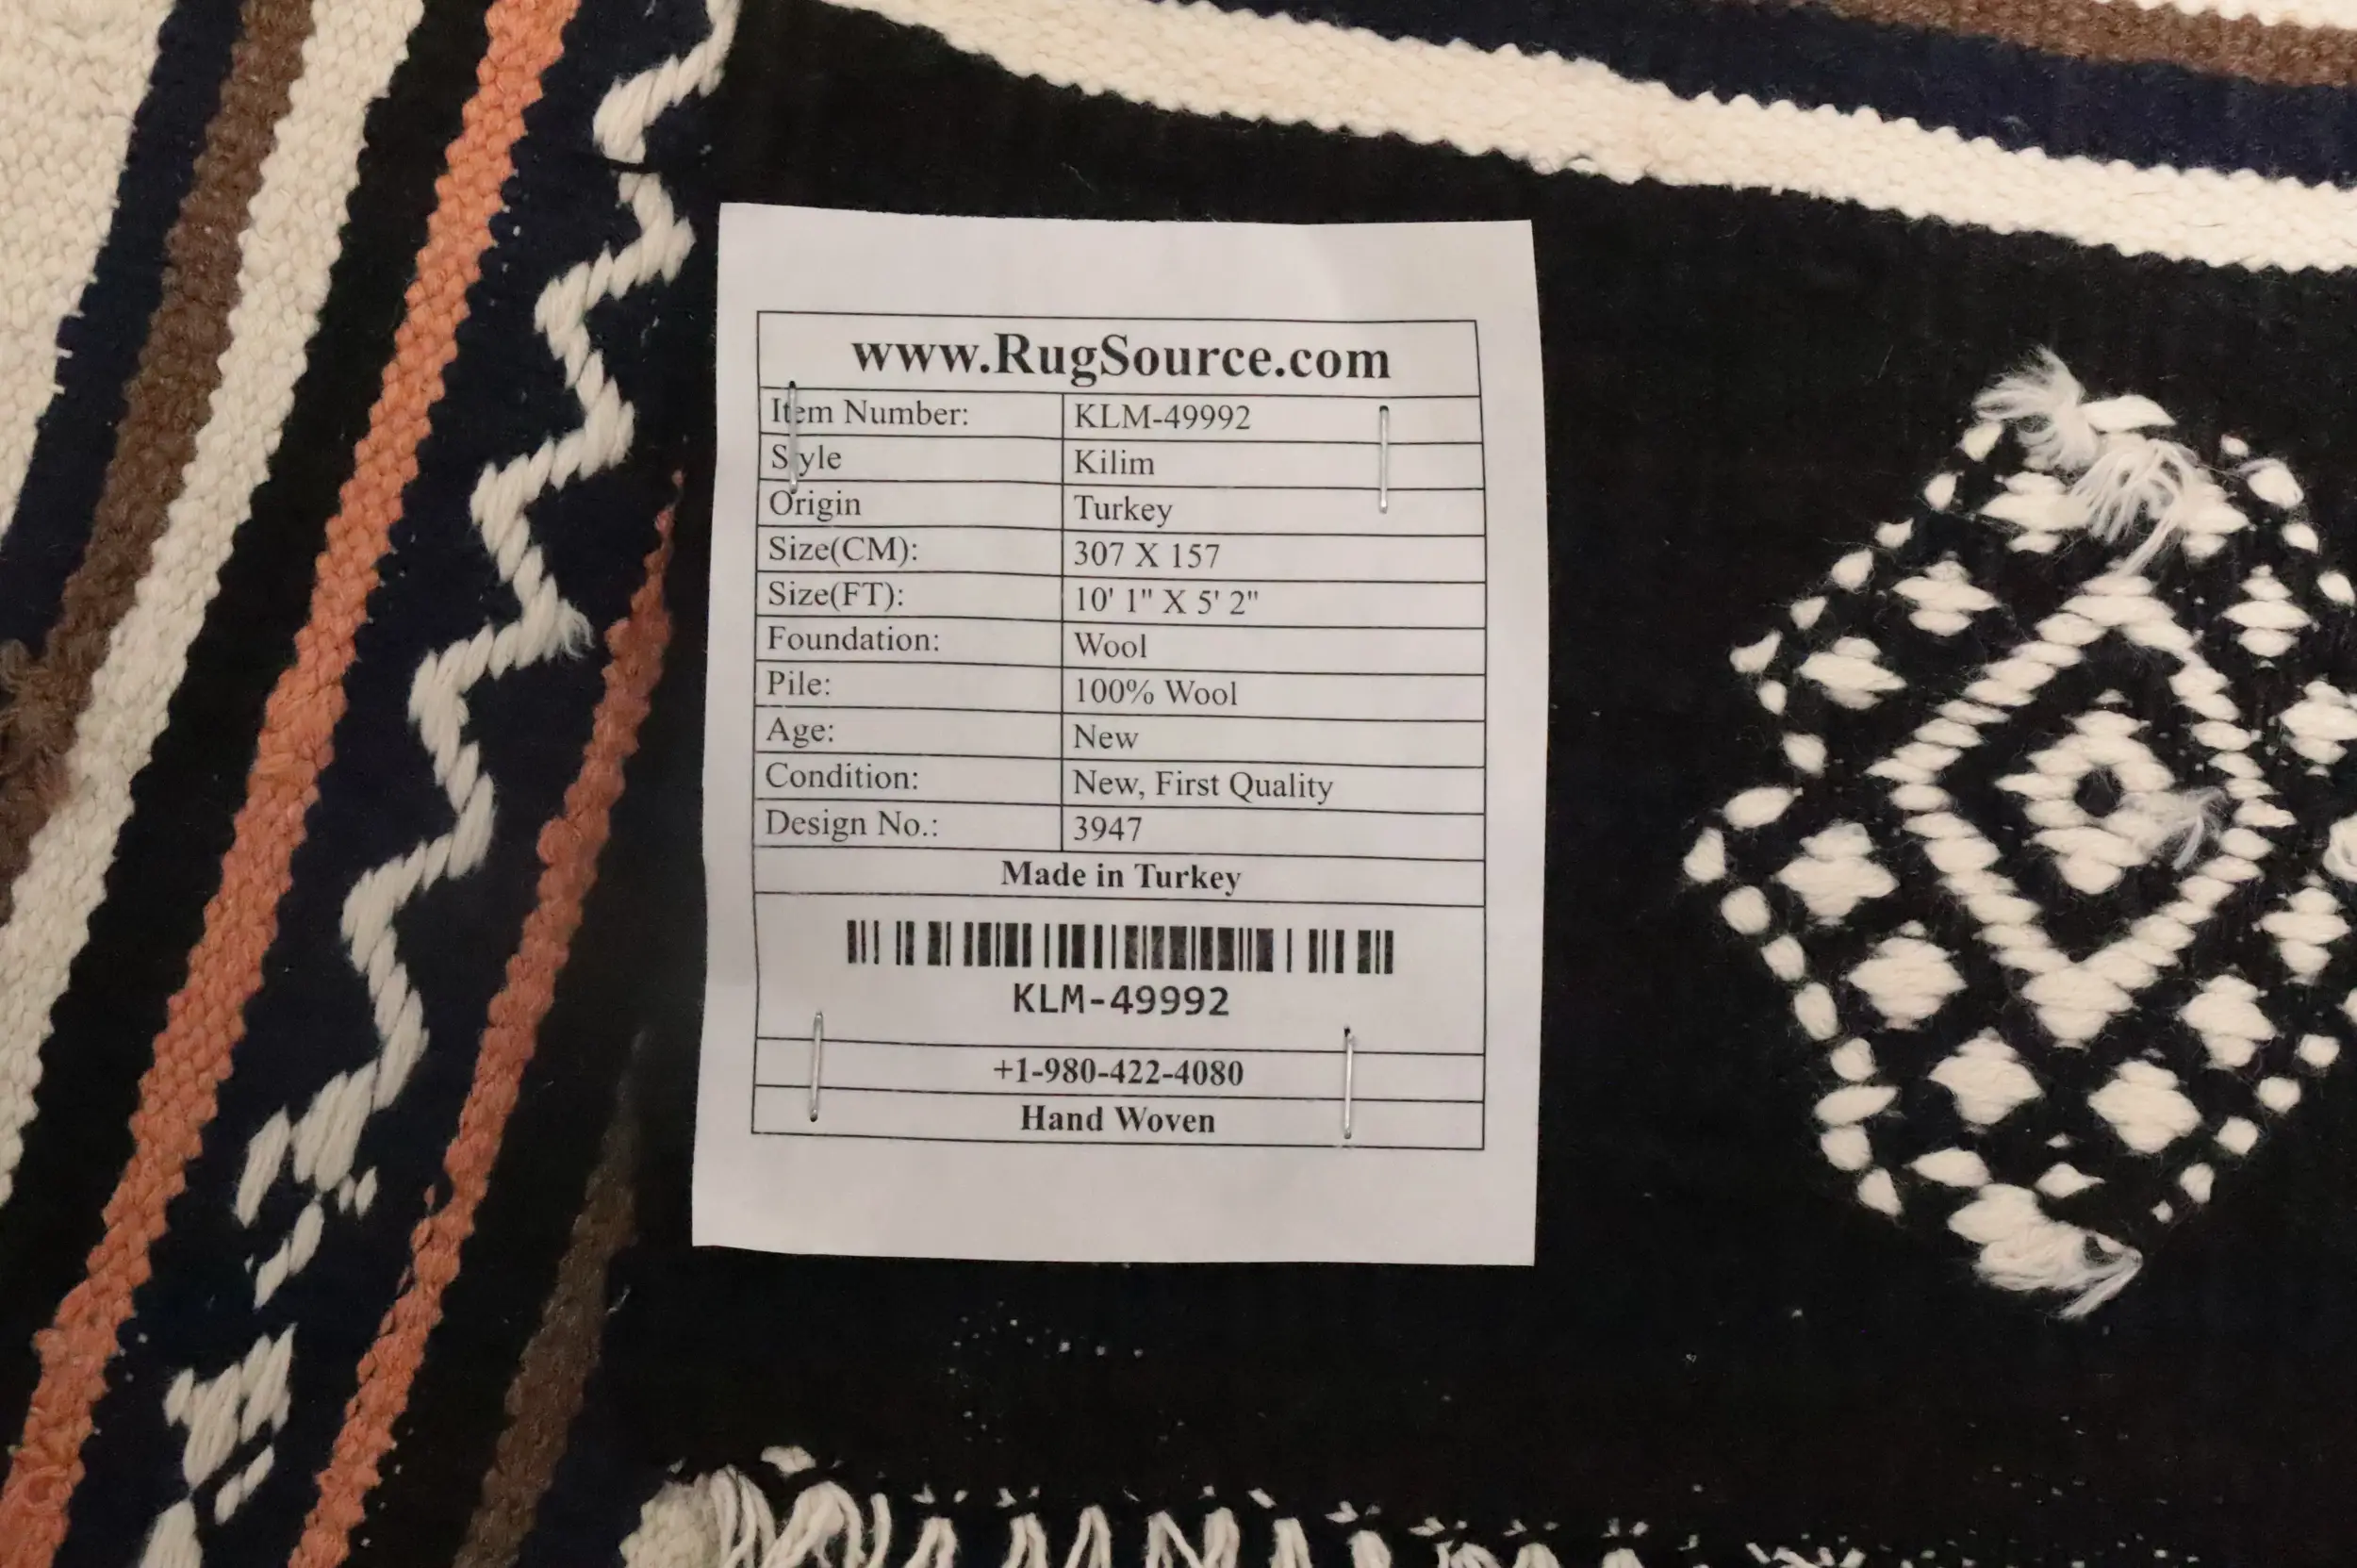 www.RugSource.com
Item Number: KLM-49992
Style Kilim
Origin Turkey
Size(CM): 307 X 157
Size(FT): 10' 1" X 5' 2"
Foundation: Wool
Pile: 100% Wool
Age: New
Condition: New, First Quality
Design No.: 3947
Made in Turkey
KLM-49992
+1-980-422-4080
Hand Woven